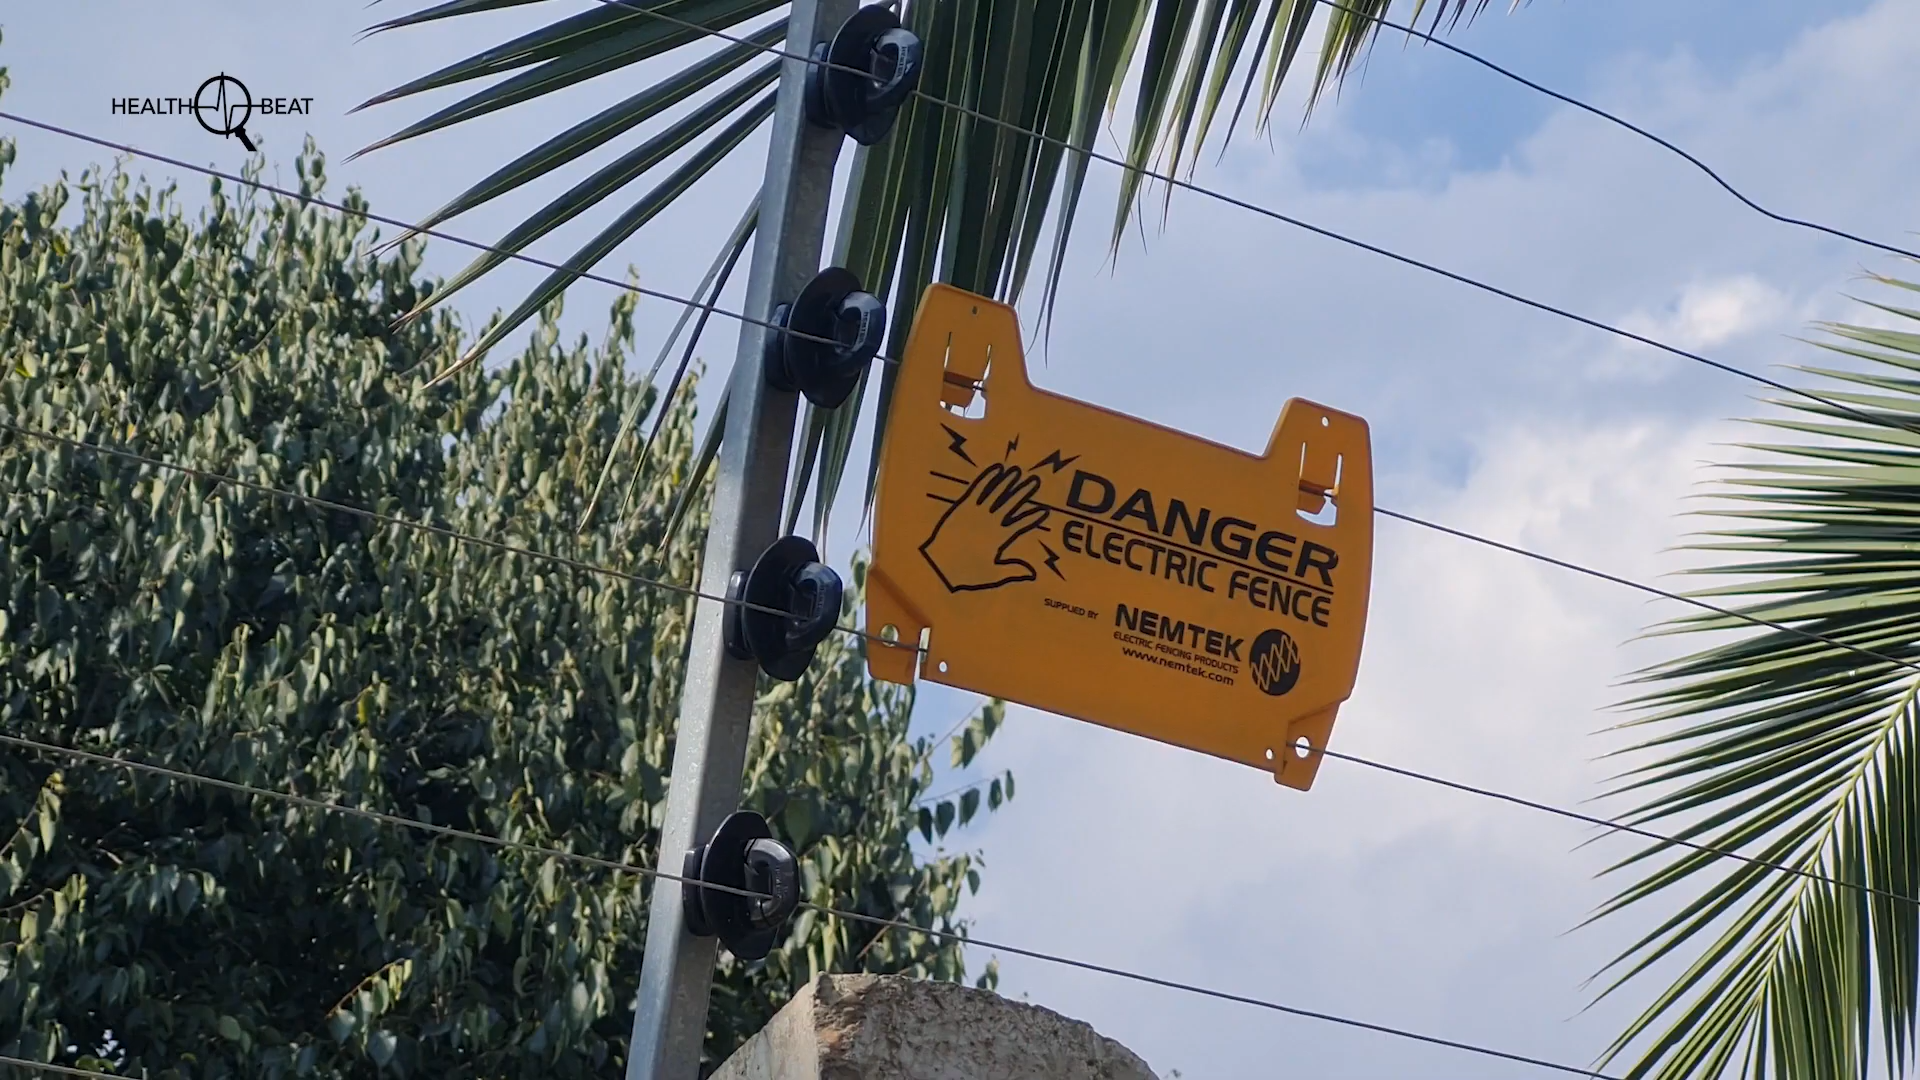 HEALTH BEAT
DANGER
ELECTRIC FENCE
SUPPLIED BY
NEMTEK
ELECTRIC FENCING PRODUCTS
www.nemtek.com